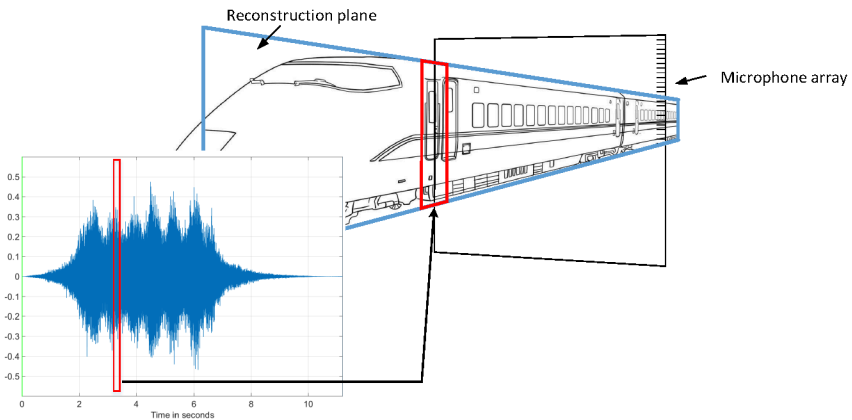 Reconstruction plane
Microphone array
0.5
0.4
0.3
0.2
0.1
0
-0.1
-0.2
-0.3
-0.4
-0.5
0 2 4 6 8 10
Time in seconds